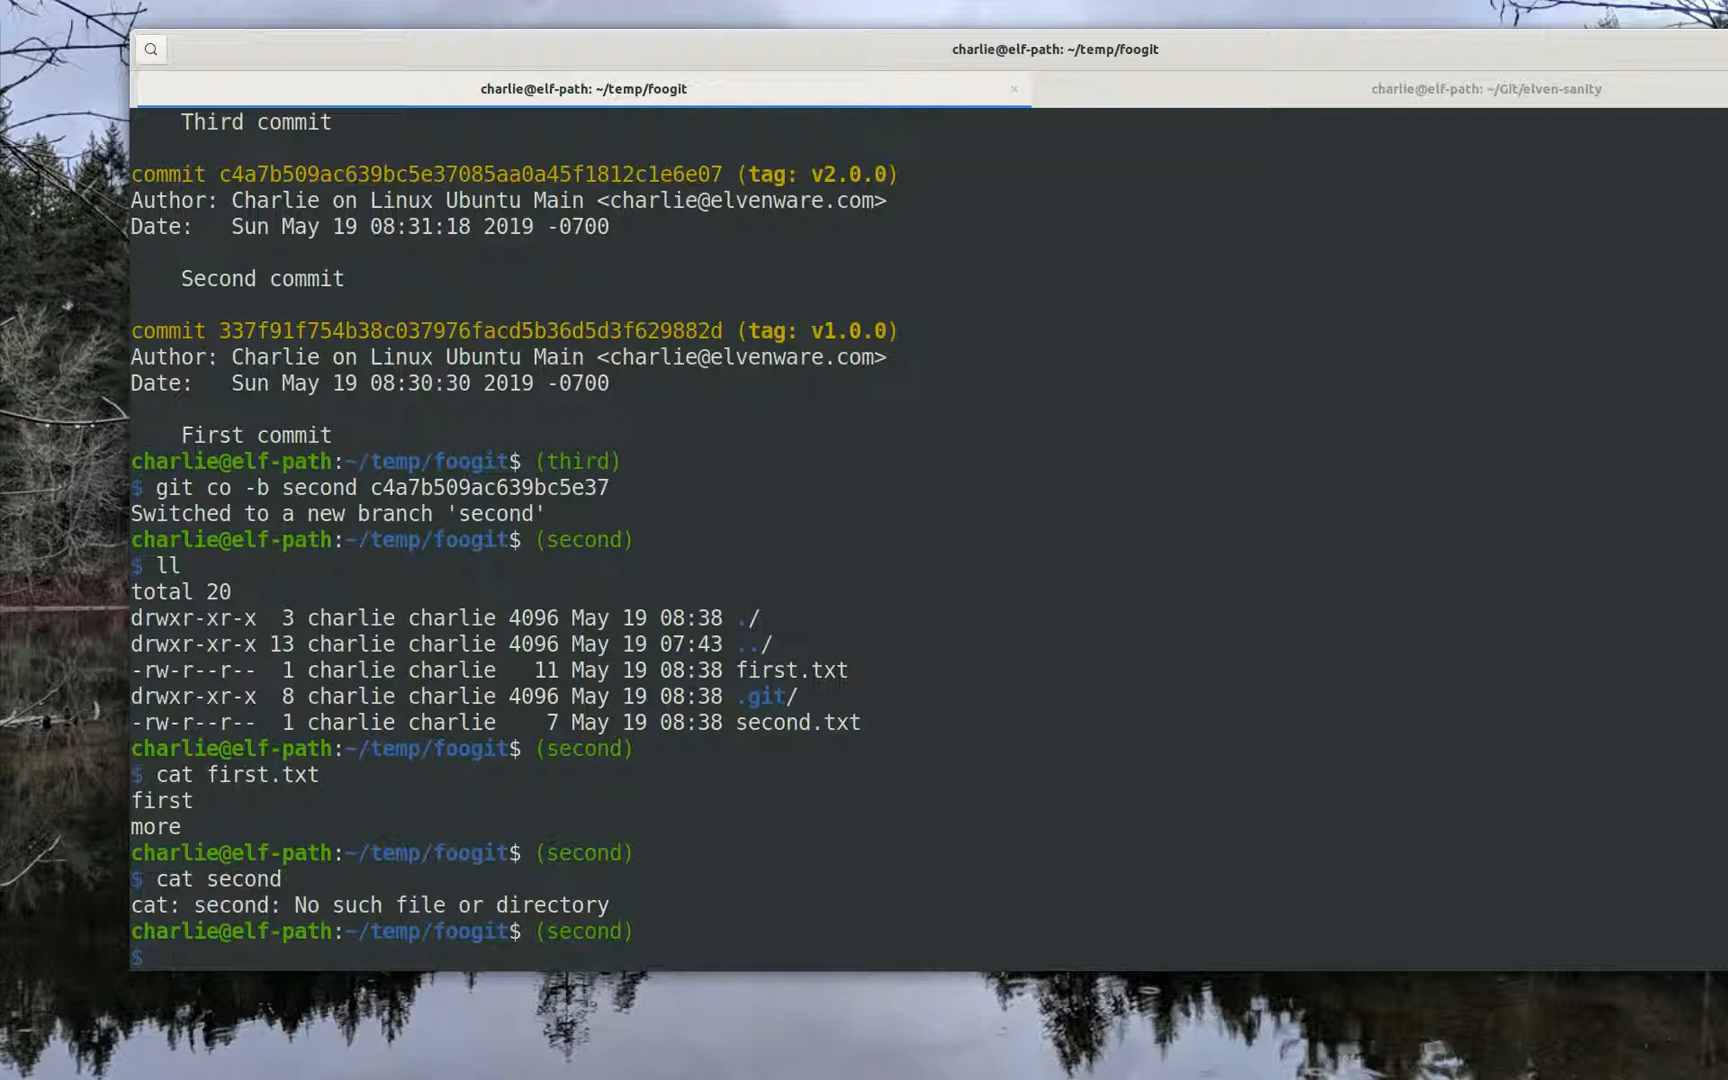 charlie@elf-path: ~/temp/foogit
charlie@elf-path: ~/temp/foogit × charlie@elf-path: ~/Git/elven-sanity
Third commit
commit c4a7b509ac639bc5e37085aa0a45f1812c1e6e07 (tag: v2.0.0)
Author: Charlie on Linux Ubuntu Main <charlie@elvenware.com>
Date:   Sun May 19 08:31:18 2019 -0700
Second commit
commit 337f91f754b38c037976facd5b36d5d3f629882d (tag: v1.0.0)
Author: Charlie on Linux Ubuntu Main <charlie@elvenware.com>
Date:   Sun May 19 08:30:30 2019 -0700
First commit
charlie@elf-path:~/temp/foogit$ (third)
$ git co -b second c4a7b509ac639bc5e37
Switched to a new branch 'second'
charlie@elf-path:~/temp/foogit$ (second)
$ ll
total 20
drwxr-xr-x  3 charlie charlie 4096 May 19 08:38 ./
drwxr-xr-x 13 charlie charlie 4096 May 19 07:43 ../
-rw-r--r--  1 charlie charlie   11 May 19 08:38 first.txt
drwxr-xr-x  8 charlie charlie 4096 May 19 08:38 .git/
-rw-r--r--  1 charlie charlie    7 May 19 08:38 second.txt
charlie@elf-path:~/temp/foogit$ (second)
$ cat first.txt
first
more
charlie@elf-path:~/temp/foogit$ (second)
$ cat second
cat: second: No such file or directory
charlie@elf-path:~/temp/foogit$ (second)
$